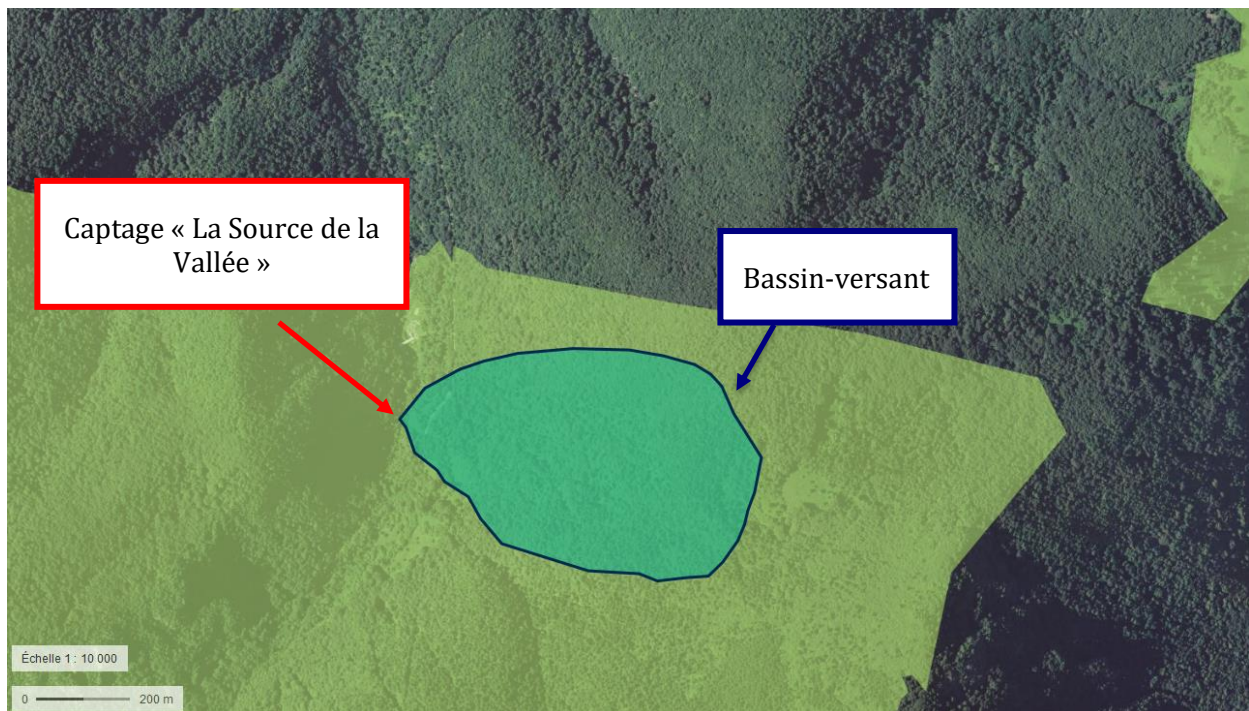 Captage « La Source de la
Vallée »
Bassin-versant
Échelle 1 : 10 000
0 200 m